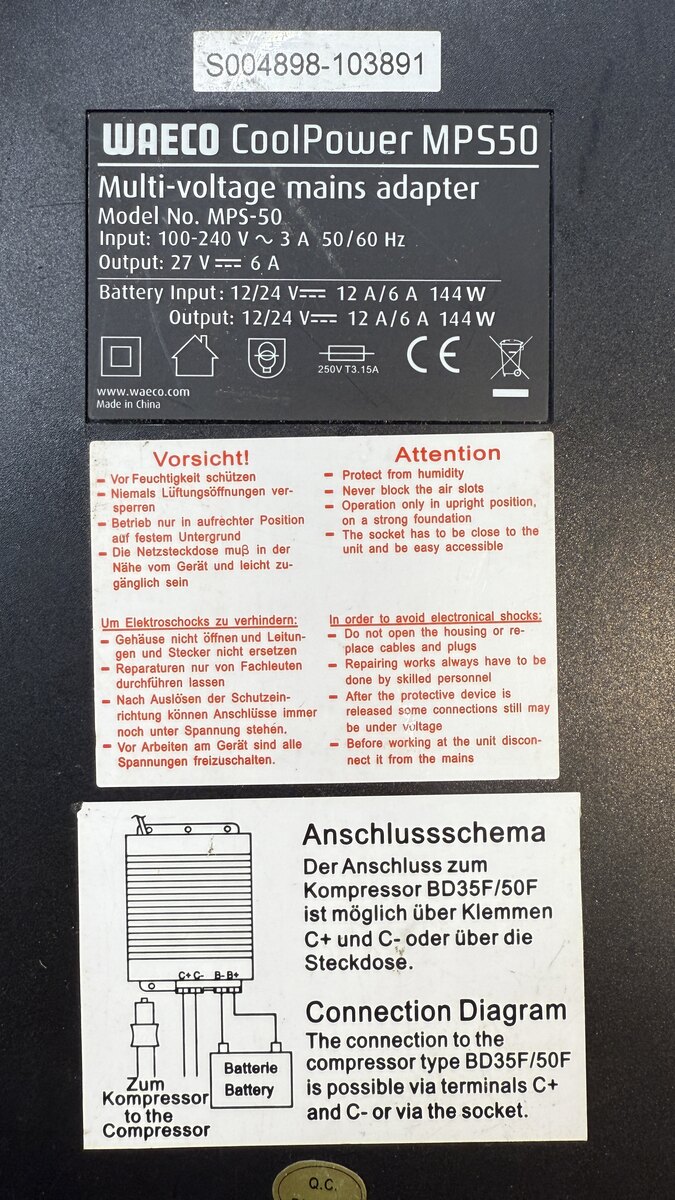 S004898-103891
WAECO CoolPower MPS50
Multi-voltage mains adapter
Model No. MPS-50
Input: 100-240 V ~ 3 A 50/60 Hz
Output: 27 V⎓ 6 A
Battery Input: 12/24 V⎓ 12 A/6 A 144 W
Output: 12/24 V⎓ 12 A/6 A 144 W
250V T3.15A
CE
www.waeco.com
Made in China
Vorsicht!
- Vor Feuchtigkeit schützen
- Niemals Lüftungsöffnungen ver-
sperren
- Betrieb nur in aufrechter Position
auf festem Untergrund
- Die Netzsteckdose muß in der
Nähe vom Gerät und leicht zu-
gänglich sein
Um Elektroschocks zu verhindern:
- Gehäuse nicht öffnen und Leitun-
gen und Stecker nicht ersetzen
- Reparaturen nur von Fachleuten
durchführen lassen
- Nach Auslösen der Schutzein-
richtung können Anschlüsse immer
noch unter Spannung stehen.
- Vor Arbeiten am Gerät sind alle
Spannungen freizuschalten.
Attention
- Protect from humidity
- Never block the air slots
- Operation only in upright position,
on a strong foundation
- The socket has to be close to the
unit and be easy accessible
In order to avoid electronical shocks:
- Do not open the housing or re-
place cables and plugs
- Repairing works always have to be
done by skilled personnel
- After the protective device is
released some connections still may
be under voltage
- Before working at the unit discon-
nect it from the mains
C+ C- B- B+
Batterie
Battery
Zum
Kompressor
to the
Compressor
Anschlussschema
Der Anschluss zum
Kompressor BD35F/50F
ist möglich über Klemmen
C+ und C- oder über die
Steckdose.
Connection Diagram
The connection to the
compressor type BD35F/50F
is possible via terminals C+
and C- or via the socket.
Q.C.